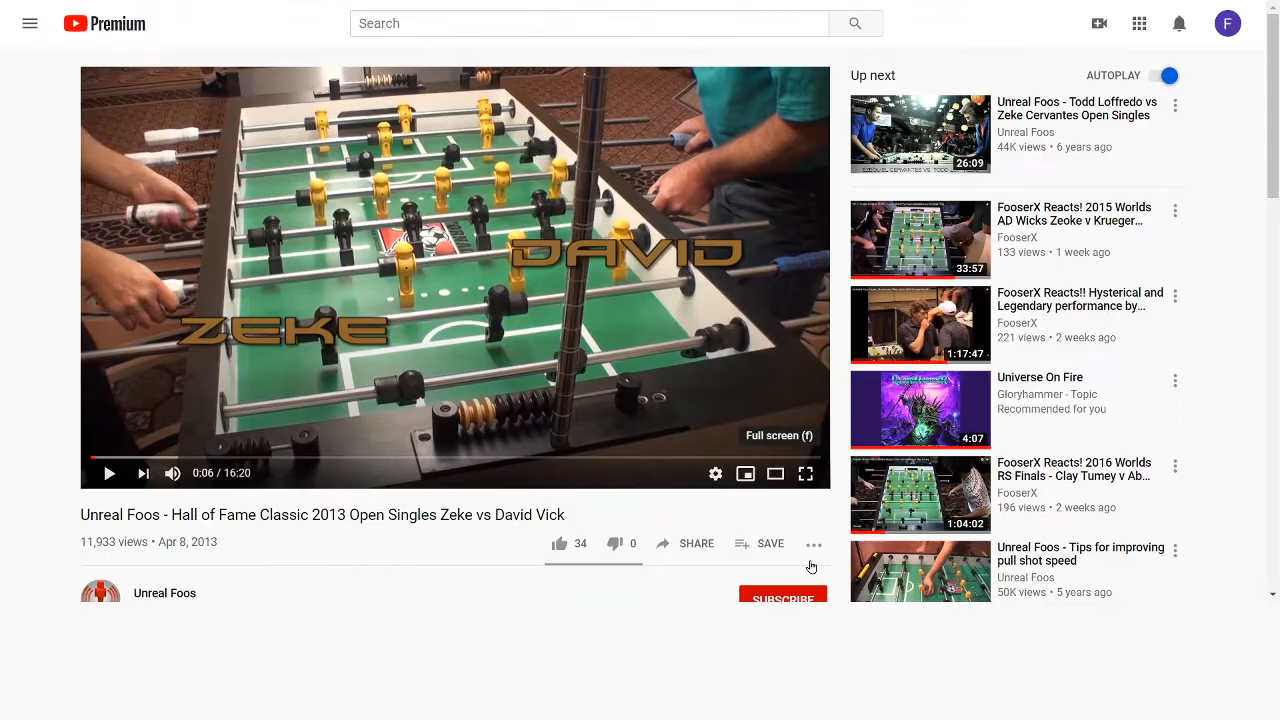 Premium
Search
F
ZEKE
DAVID
Full screen (f)
0:06 / 16:20
Unreal Foos - Hall of Fame Classic 2013 Open Singles Zeke vs David Vick
11,933 views • Apr 8, 2013
34
0
SHARE
SAVE
Unreal Foos
SUBSCRIBE
Up next
AUTOPLAY
Unreal Foos - Todd Loffredo vs
Zeke Cervantes Open Singles
Unreal Foos
44K views • 6 years ago
26:09
FooserX Reacts! 2015 Worlds
AD Wicks Zeoke v Krueger...
FooserX
133 views • 1 week ago
33:57
FooserX Reacts!! Hysterical and
Legendary performance by...
FooserX
221 views • 2 weeks ago
1:17:47
Universe On Fire
Gloryhammer - Topic
Recommended for you
4:07
FooserX Reacts! 2016 Worlds
RS Finals - Clay Tumey v Ab...
FooserX
196 views • 2 weeks ago
1:04:02
Unreal Foos - Tips for improving
pull shot speed
Unreal Foos
50K views • 5 years ago